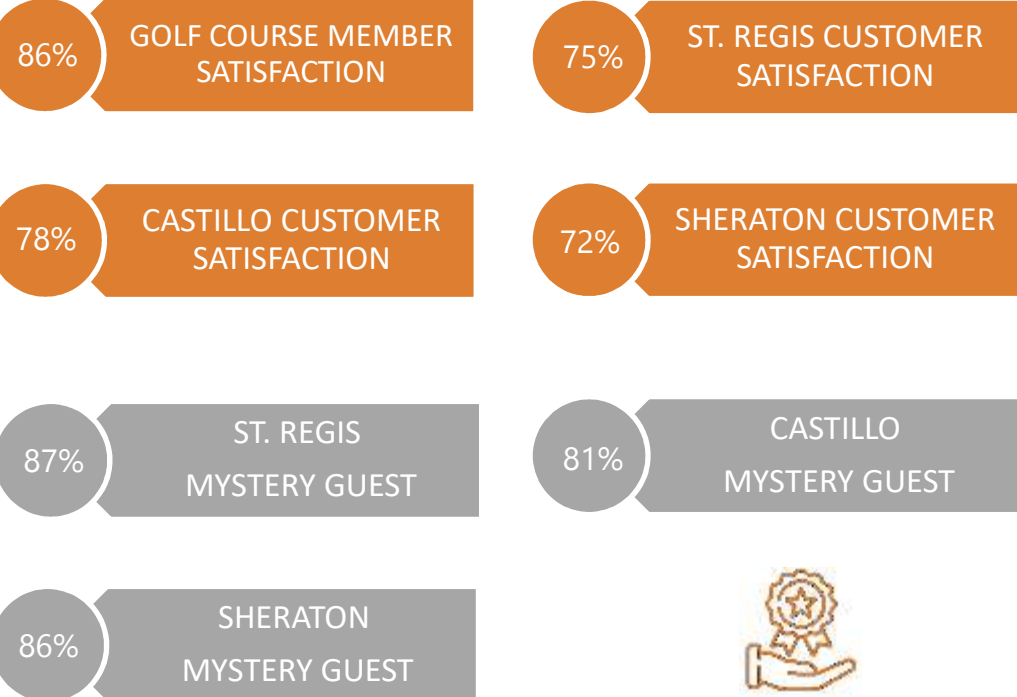 86%
GOLF COURSE MEMBER
SATISFACTION
75%
ST. REGIS CUSTOMER
SATISFACTION
78%
CASTILLO CUSTOMER
SATISFACTION
72%
SHERATON CUSTOMER
SATISFACTION
87%
ST. REGIS
MYSTERY GUEST
81%
CASTILLO
MYSTERY GUEST
86%
SHERATON
MYSTERY GUEST